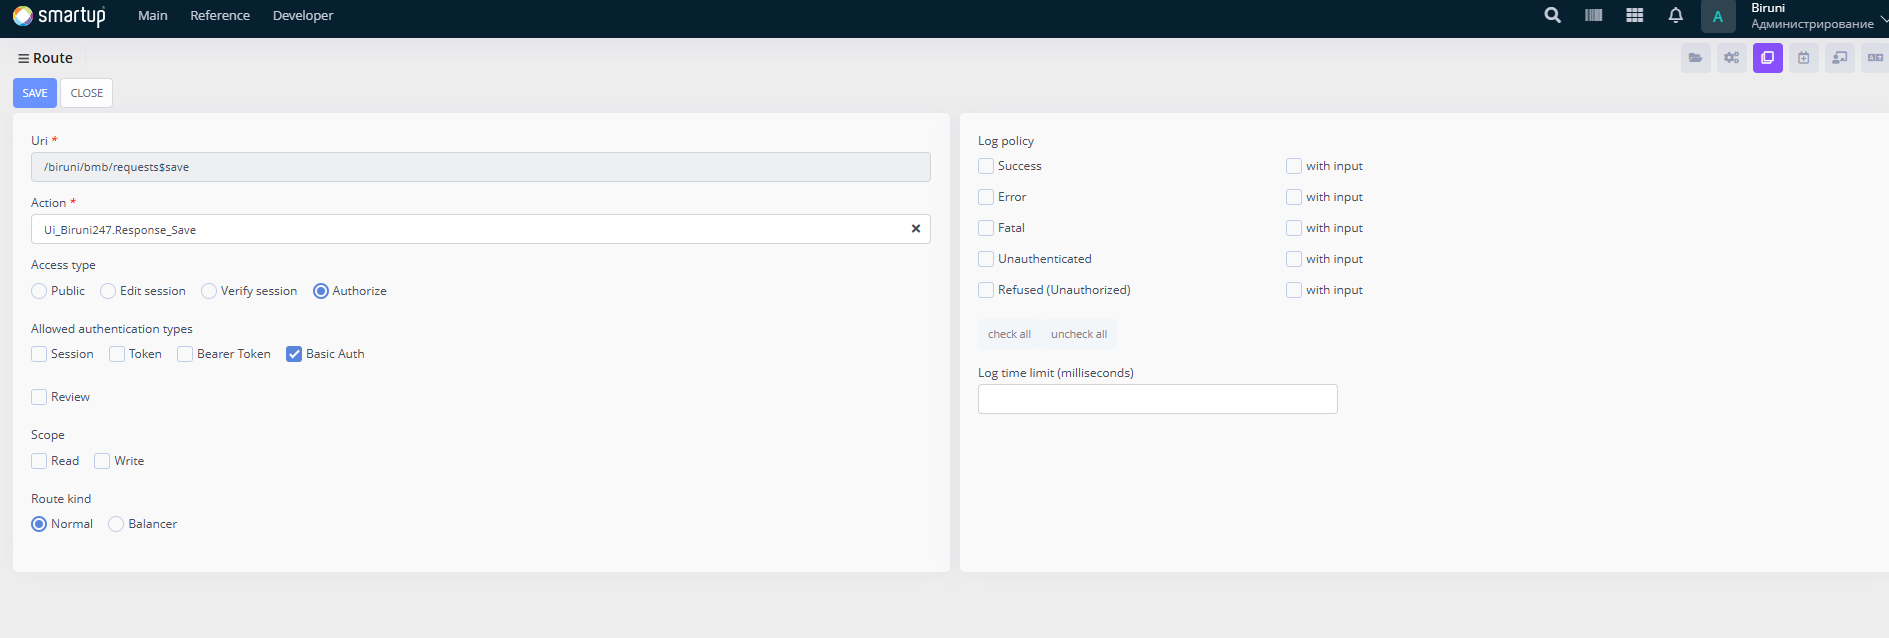 smartup Main Reference Developer
Biruni
Администрирование
Route
SAVE CLOSE
Uri *
/biruni/bmb/requests$save
Action *
Ui_Biruni247.Response_Save
Access type
Public Edit session Verify session Authorize
Allowed authentication types
Session Token Bearer Token Basic Auth
Review
Scope
Read Write
Route kind
Normal Balancer
Log policy
Success with input
Error with input
Fatal with input
Unauthenticated with input
Refused (Unauthorized) with input
check all uncheck all
Log time limit (milliseconds)
A